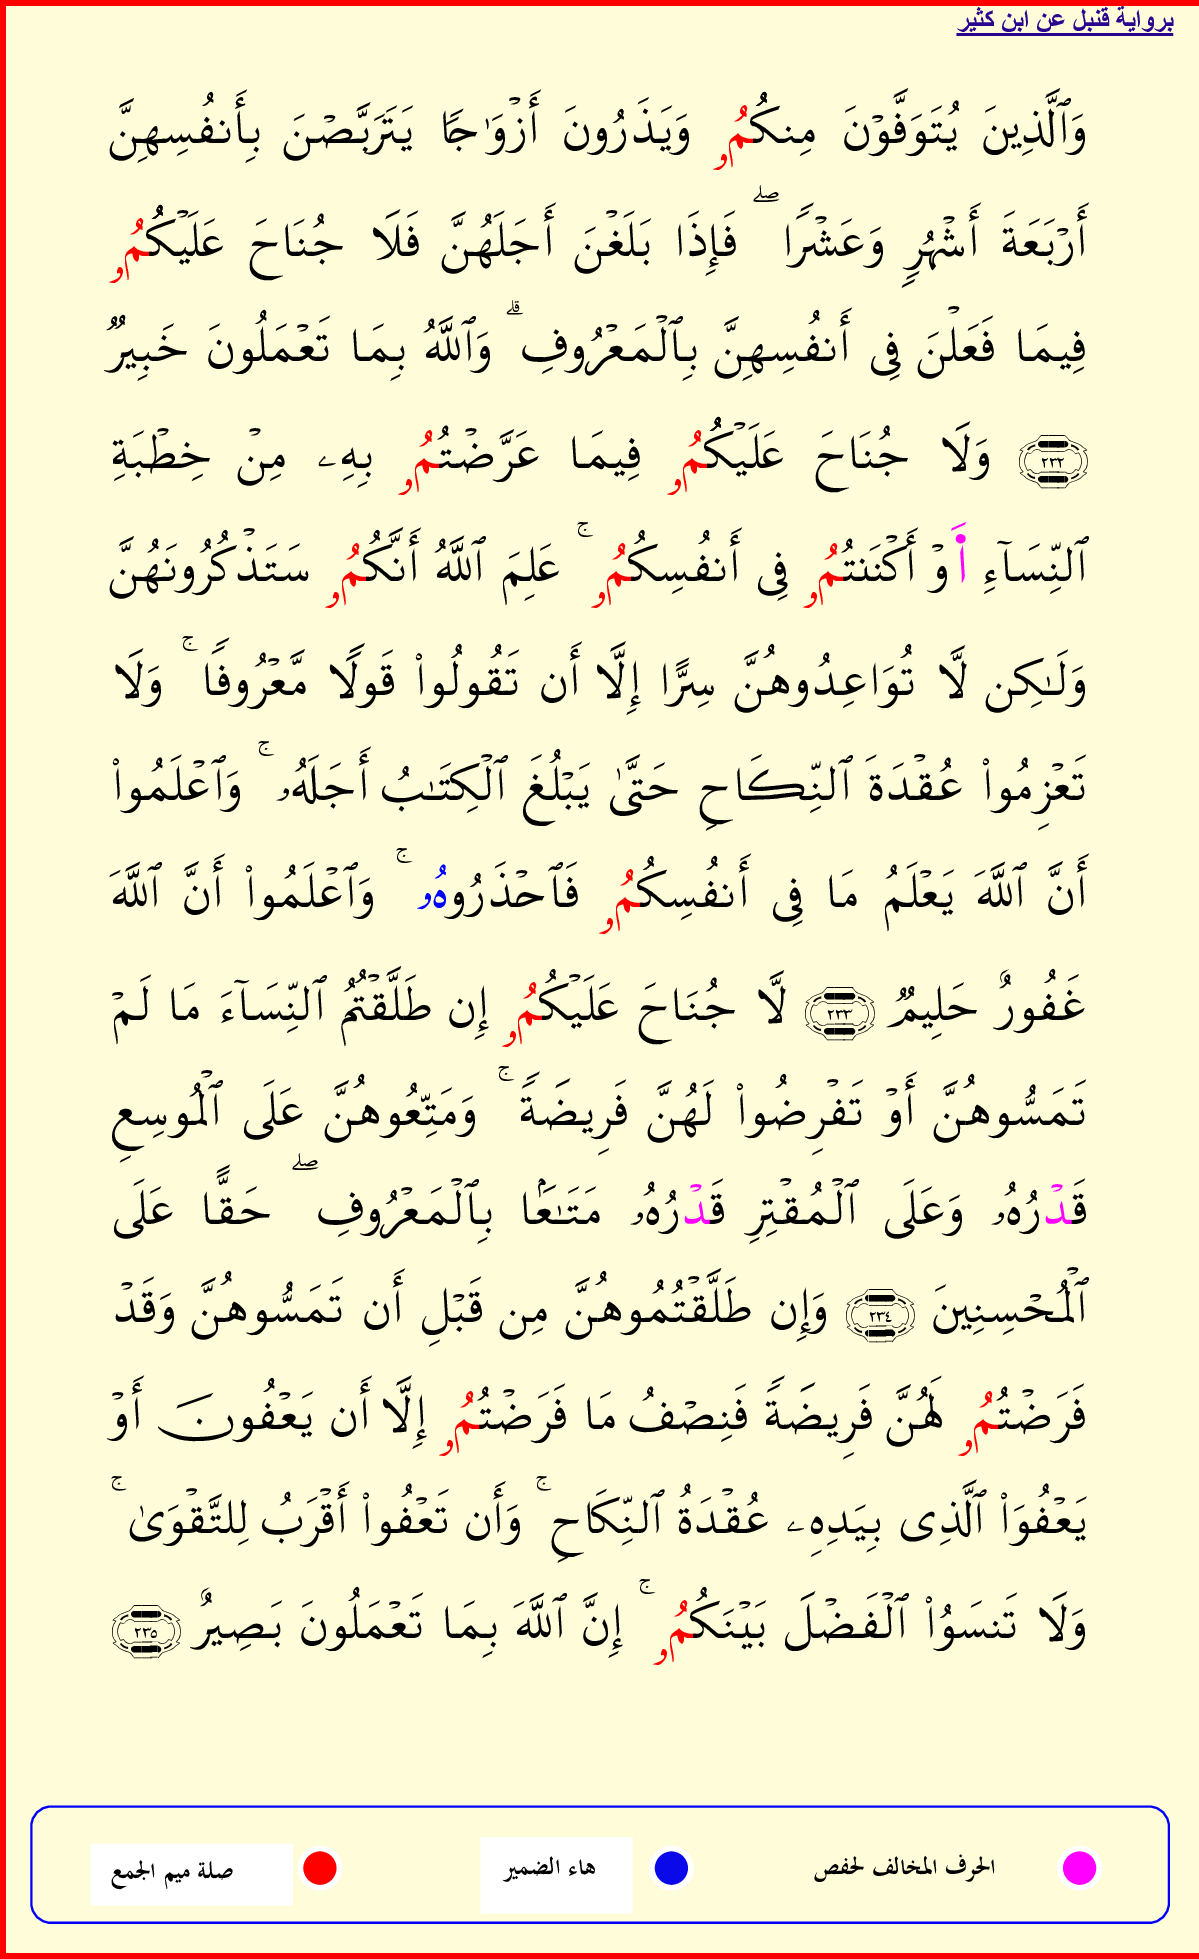 برواية قنبل عن ابن كثير
وَٱلَّذِينَ يُتَوَفَّوۡنَ مِنكُمُۥ وَيَذَرُونَ أَزۡوَٰجًا يَتَرَبَّصۡنَ بِأَنفُسِهِنَّ
أَرۡبَعَةَ أَشۡهُرٍ وَعَشۡرًا ۖ فَإِذَا بَلَغۡنَ أَجَلَهُنَّ فَلَا جُنَاحَ عَلَيۡكُمُۥ
فِيمَا فَعَلۡنَ فِى أَنفُسِهِنَّ بِٱلۡمَعۡرُوفِ ۗ وَٱللَّهُ بِمَا تَعۡمَلُونَ خَبِيرٌ
٢٣٢ وَلَا جُنَاحَ عَلَيۡكُمُۥ فِيمَا عَرَّضۡتُمُۥ بِهِۦ مِنۡ خِطۡبَةِ
ٱلنِّسَآءِ أَوۡ أَكۡنَنتُمُۥ فِى أَنفُسِكُمُۥ ۚ عَلِمَ ٱللَّهُ أَنَّكُمُۥ سَتَذۡكُرُونَهُنَّ
وَلَـٰكِن لَّا تُوَاعِدُوهُنَّ سِرًّا إِلَّا أَن تَقُولُوا۟ قَوۡلًا مَّعۡرُوفًا ۚ وَلَا
تَعۡزِمُوا۟ عُقۡدَةَ ٱلنِّكَاحِ حَتَّىٰ يَبۡلُغَ ٱلۡكِتَـٰبُ أَجَلَهُۥ ۚ وَٱعۡلَمُوا۟
أَنَّ ٱللَّهَ يَعۡلَمُ مَا فِى أَنفُسِكُمُۥ فَٱحۡذَرُوهُۥ ۚ وَٱعۡلَمُوا۟ أَنَّ ٱللَّهَ
غَفُورٌ حَلِيمٌ ٢٣٣ لَّا جُنَاحَ عَلَيۡكُمُۥ إِن طَلَّقۡتُمُ ٱلنِّسَآءَ مَا لَمۡ
تَمَسُّوهُنَّ أَوۡ تَفۡرِضُوا۟ لَهُنَّ فَرِيضَةً ۚ وَمَتِّعُوهُنَّ عَلَى ٱلۡمُوسِعِ
قَدۡرُهُۥ وَعَلَى ٱلۡمُقۡتِرِ قَدۡرُهُۥ مَتَـٰعَۢا بِٱلۡمَعۡرُوفِ ۖ حَقًّا عَلَى
ٱلۡمُحۡسِنِينَ ٢٣٤ وَإِن طَلَّقۡتُمُوهُنَّ مِن قَبۡلِ أَن تَمَسُّوهُنَّ وَقَدۡ
فَرَضۡتُمُۥ لَهُنَّ فَرِيضَةً فَنِصۡفُ مَا فَرَضۡتُمُۥ إِلَّا أَن يَعۡفُونَ أَوۡ
يَعۡفُوَا۟ ٱلَّذِى بِيَدِهِۦ عُقۡدَةُ ٱلنِّكَاحِ ۚ وَأَن تَعۡفُوا۟ أَقۡرَبُ لِلتَّقۡوَىٰ ۚ
وَلَا تَنسَوُا۟ ٱلۡفَضۡلَ بَيۡنَكُمُۥ ۚ إِنَّ ٱللَّهَ بِمَا تَعۡمَلُونَ بَصِيرٌ ٢٣٥
الحرف المخالف لحفص هاء الضمير صلة ميم الجمع